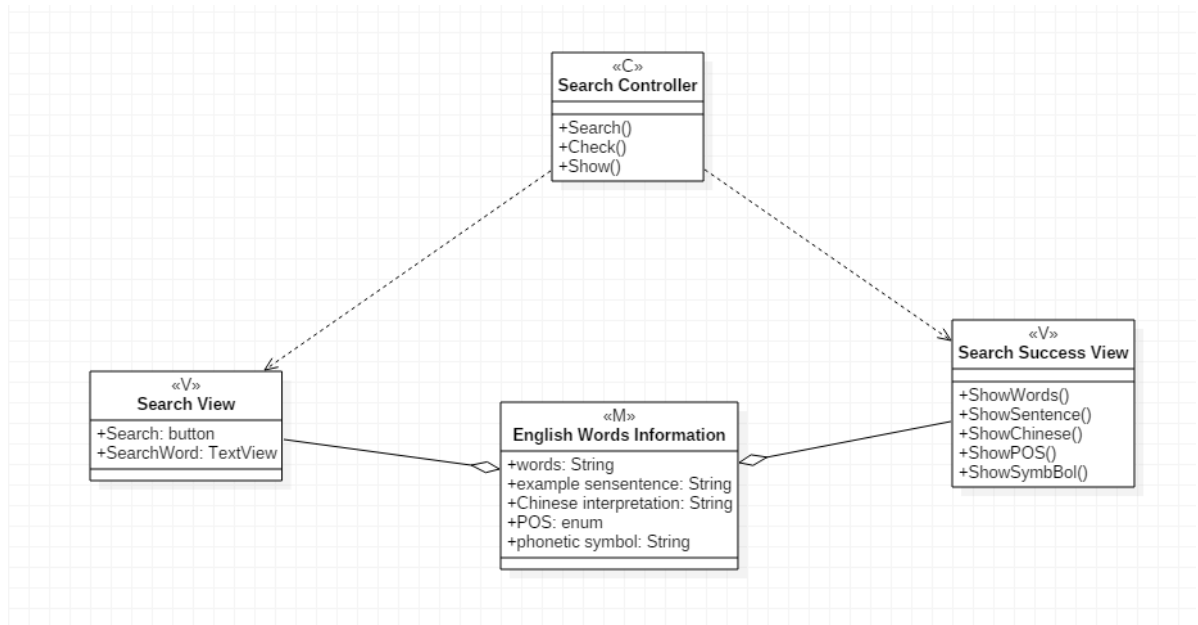 «C»
Search Controller
+Search()
+Check()
+Show()
«V»
Search View
+Search: button
+SearchWord: TextView
«M»
English Words Information
+words: String
+example sensentence: String
+Chinese interpretation: String
+POS: enum
+phonetic symbol: String
«V»
Search Success View
+ShowWords()
+ShowSentence()
+ShowChinese()
+ShowPOS()
+ShowSymbBol()